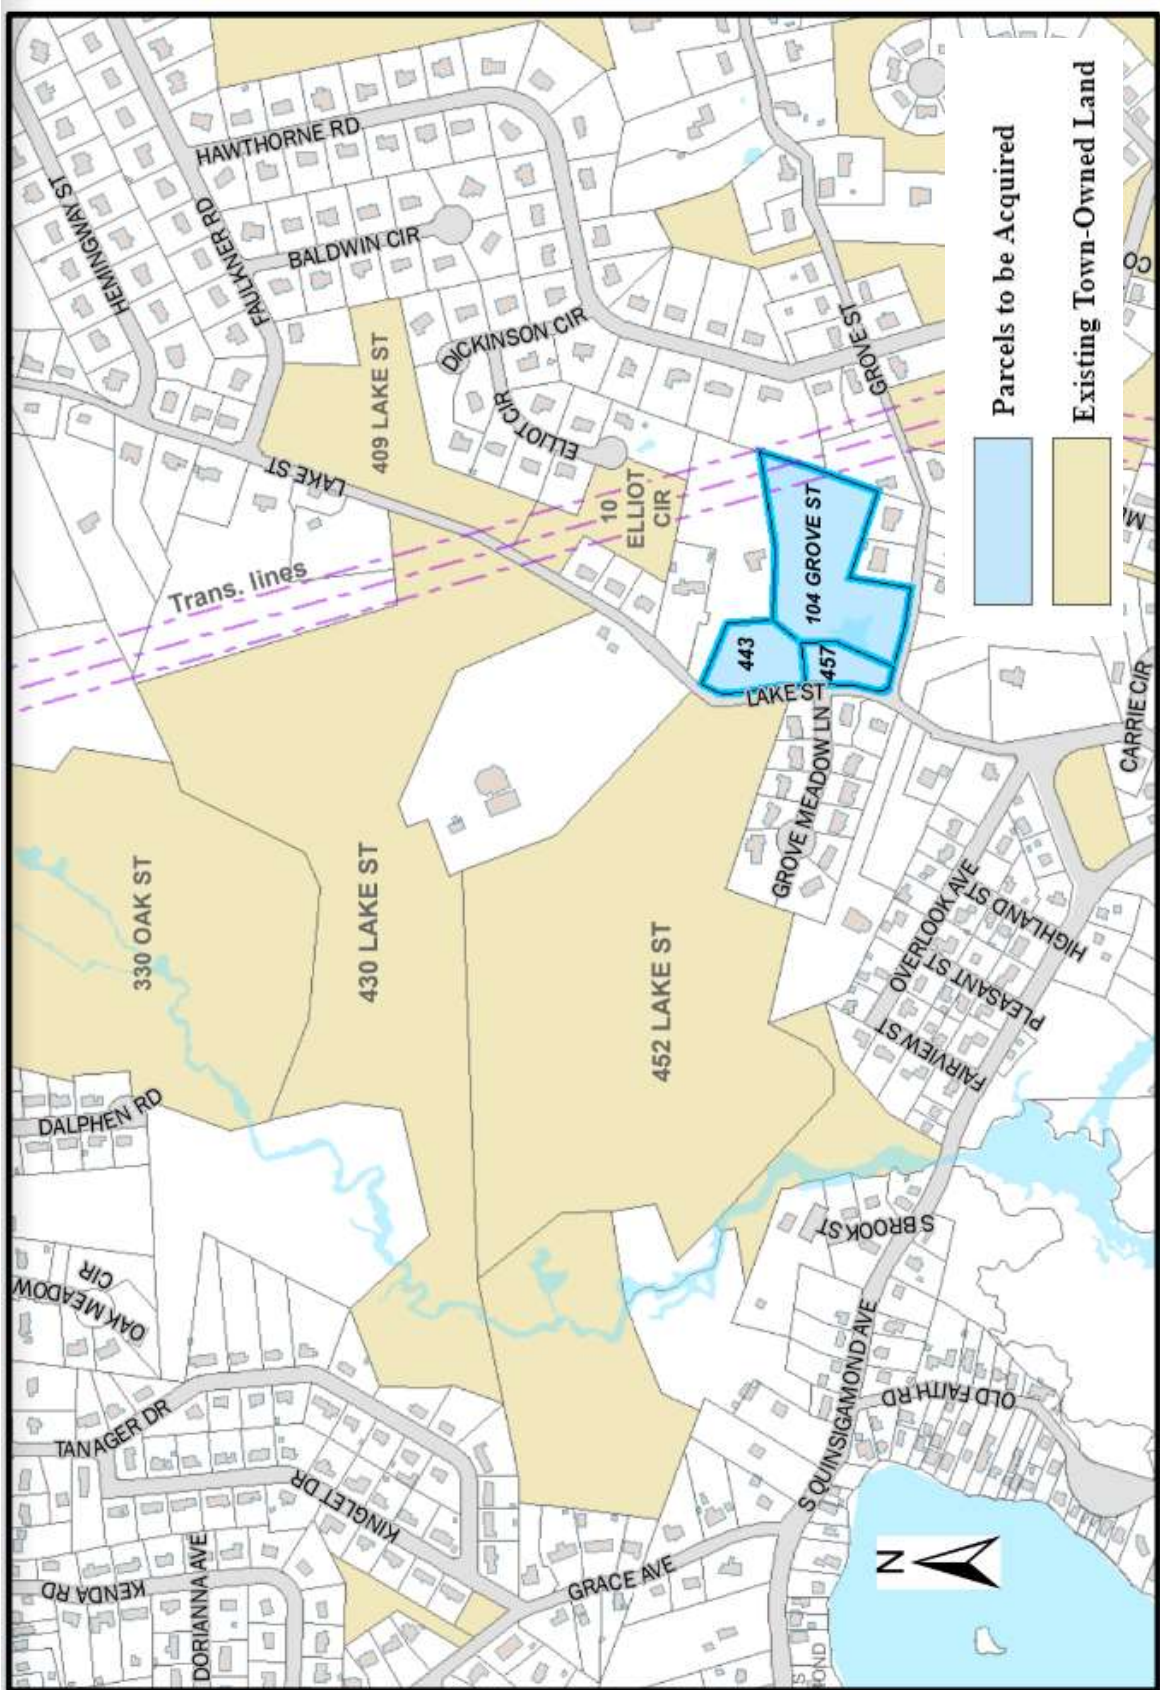 HEMINGWAY ST
FAULKNER RD
HAWTHORNE RD
BALDWIN CIR
DICKINSON CIR
ELLIOT CIR
409 LAKE ST
LAKE ST
Trans. lines
10
ELLIOT
CIR
GROVE ST
104 GROVE ST
443
457
LAKE ST
GROVE MEADOW LN
330 OAK ST
430 LAKE ST
452 LAKE ST
OVERLOOK AVE
HIGHLAND ST
PLEASANT ST
FAIRVIEW ST
CARRIE CIR
CO
DALPHEN RD
OAK MEADOW
CIR
TANAGER DR
KINGLET DR
KENDA RD
DORIANNA AVE
GRACE AVE
S QUINSIGAMOND AVE
S BROOK ST
OLD FAITH RD
S
MOND
N
Parcels to be Acquired
Existing Town-Owned Land